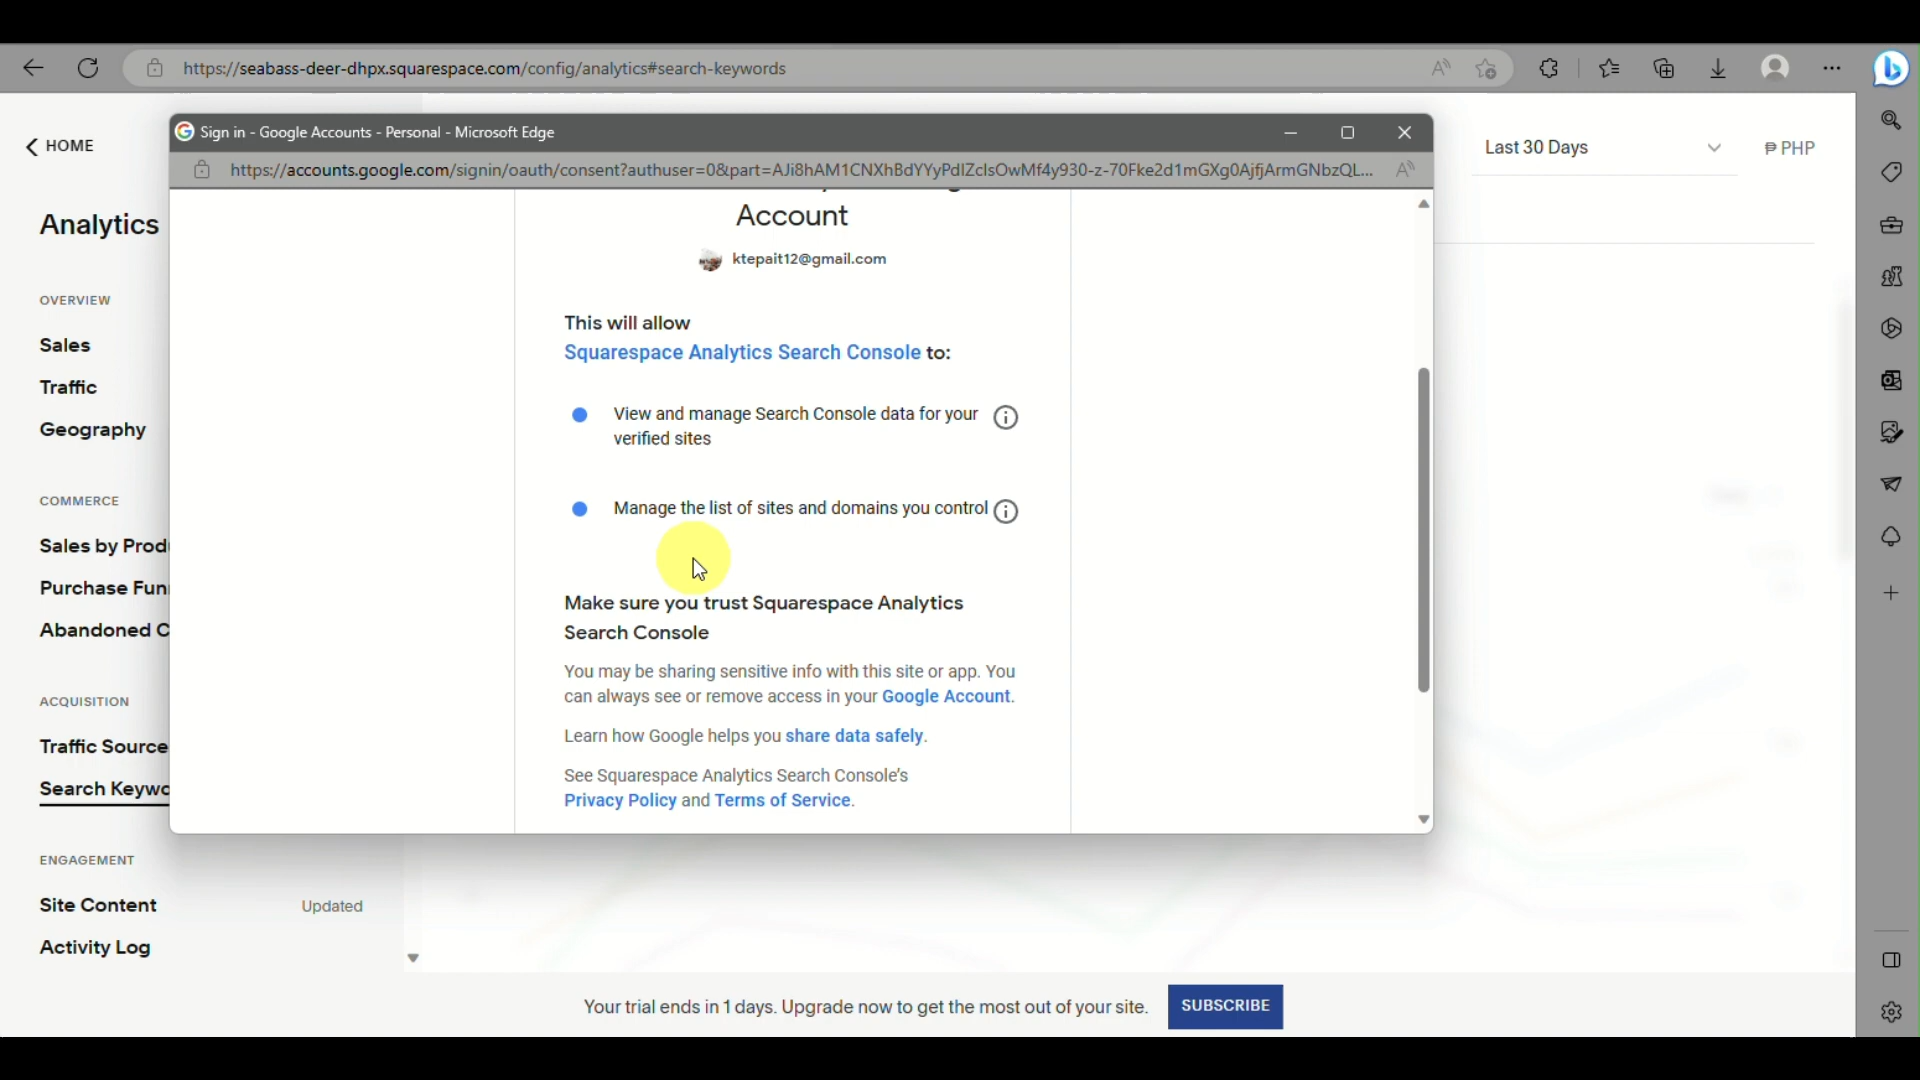 https://seabass-deer-dhpx.squarespace.com/config/analytics#search-keywords
HOME
Sign in - Google Accounts - Personal - Microsoft Edge
Last 30 Days
₱ PHP
https://accounts.google.com/signin/oauth/consent?authuser=0&part=AJi8hAM1CNXhBdYYyPdIZclsOwMf4y930-z-70Fke2d1mGXg0AjfjArmGNbzQL...
Analytics
Account
ktepait12@gmail.com
OVERVIEW
Sales
Traffic
Geography
This will allow
Squarespace Analytics Search Console to:
View and manage Search Console data for your
verified sites
Manage the list of sites and domains you control
COMMERCE
Sales by Produ
Purchase Fun
Abandoned C
Make sure you trust Squarespace Analytics
Search Console
You may be sharing sensitive info with this site or app. You
can always see or remove access in your Google Account.
Learn how Google helps you share data safely.
See Squarespace Analytics Search Console's
Privacy Policy and Terms of Service.
ACQUISITION
Traffic Source
Search Keywo
ENGAGEMENT
Site Content
Updated
Activity Log
Your trial ends in 1 days. Upgrade now to get the most out of your site.
SUBSCRIBE